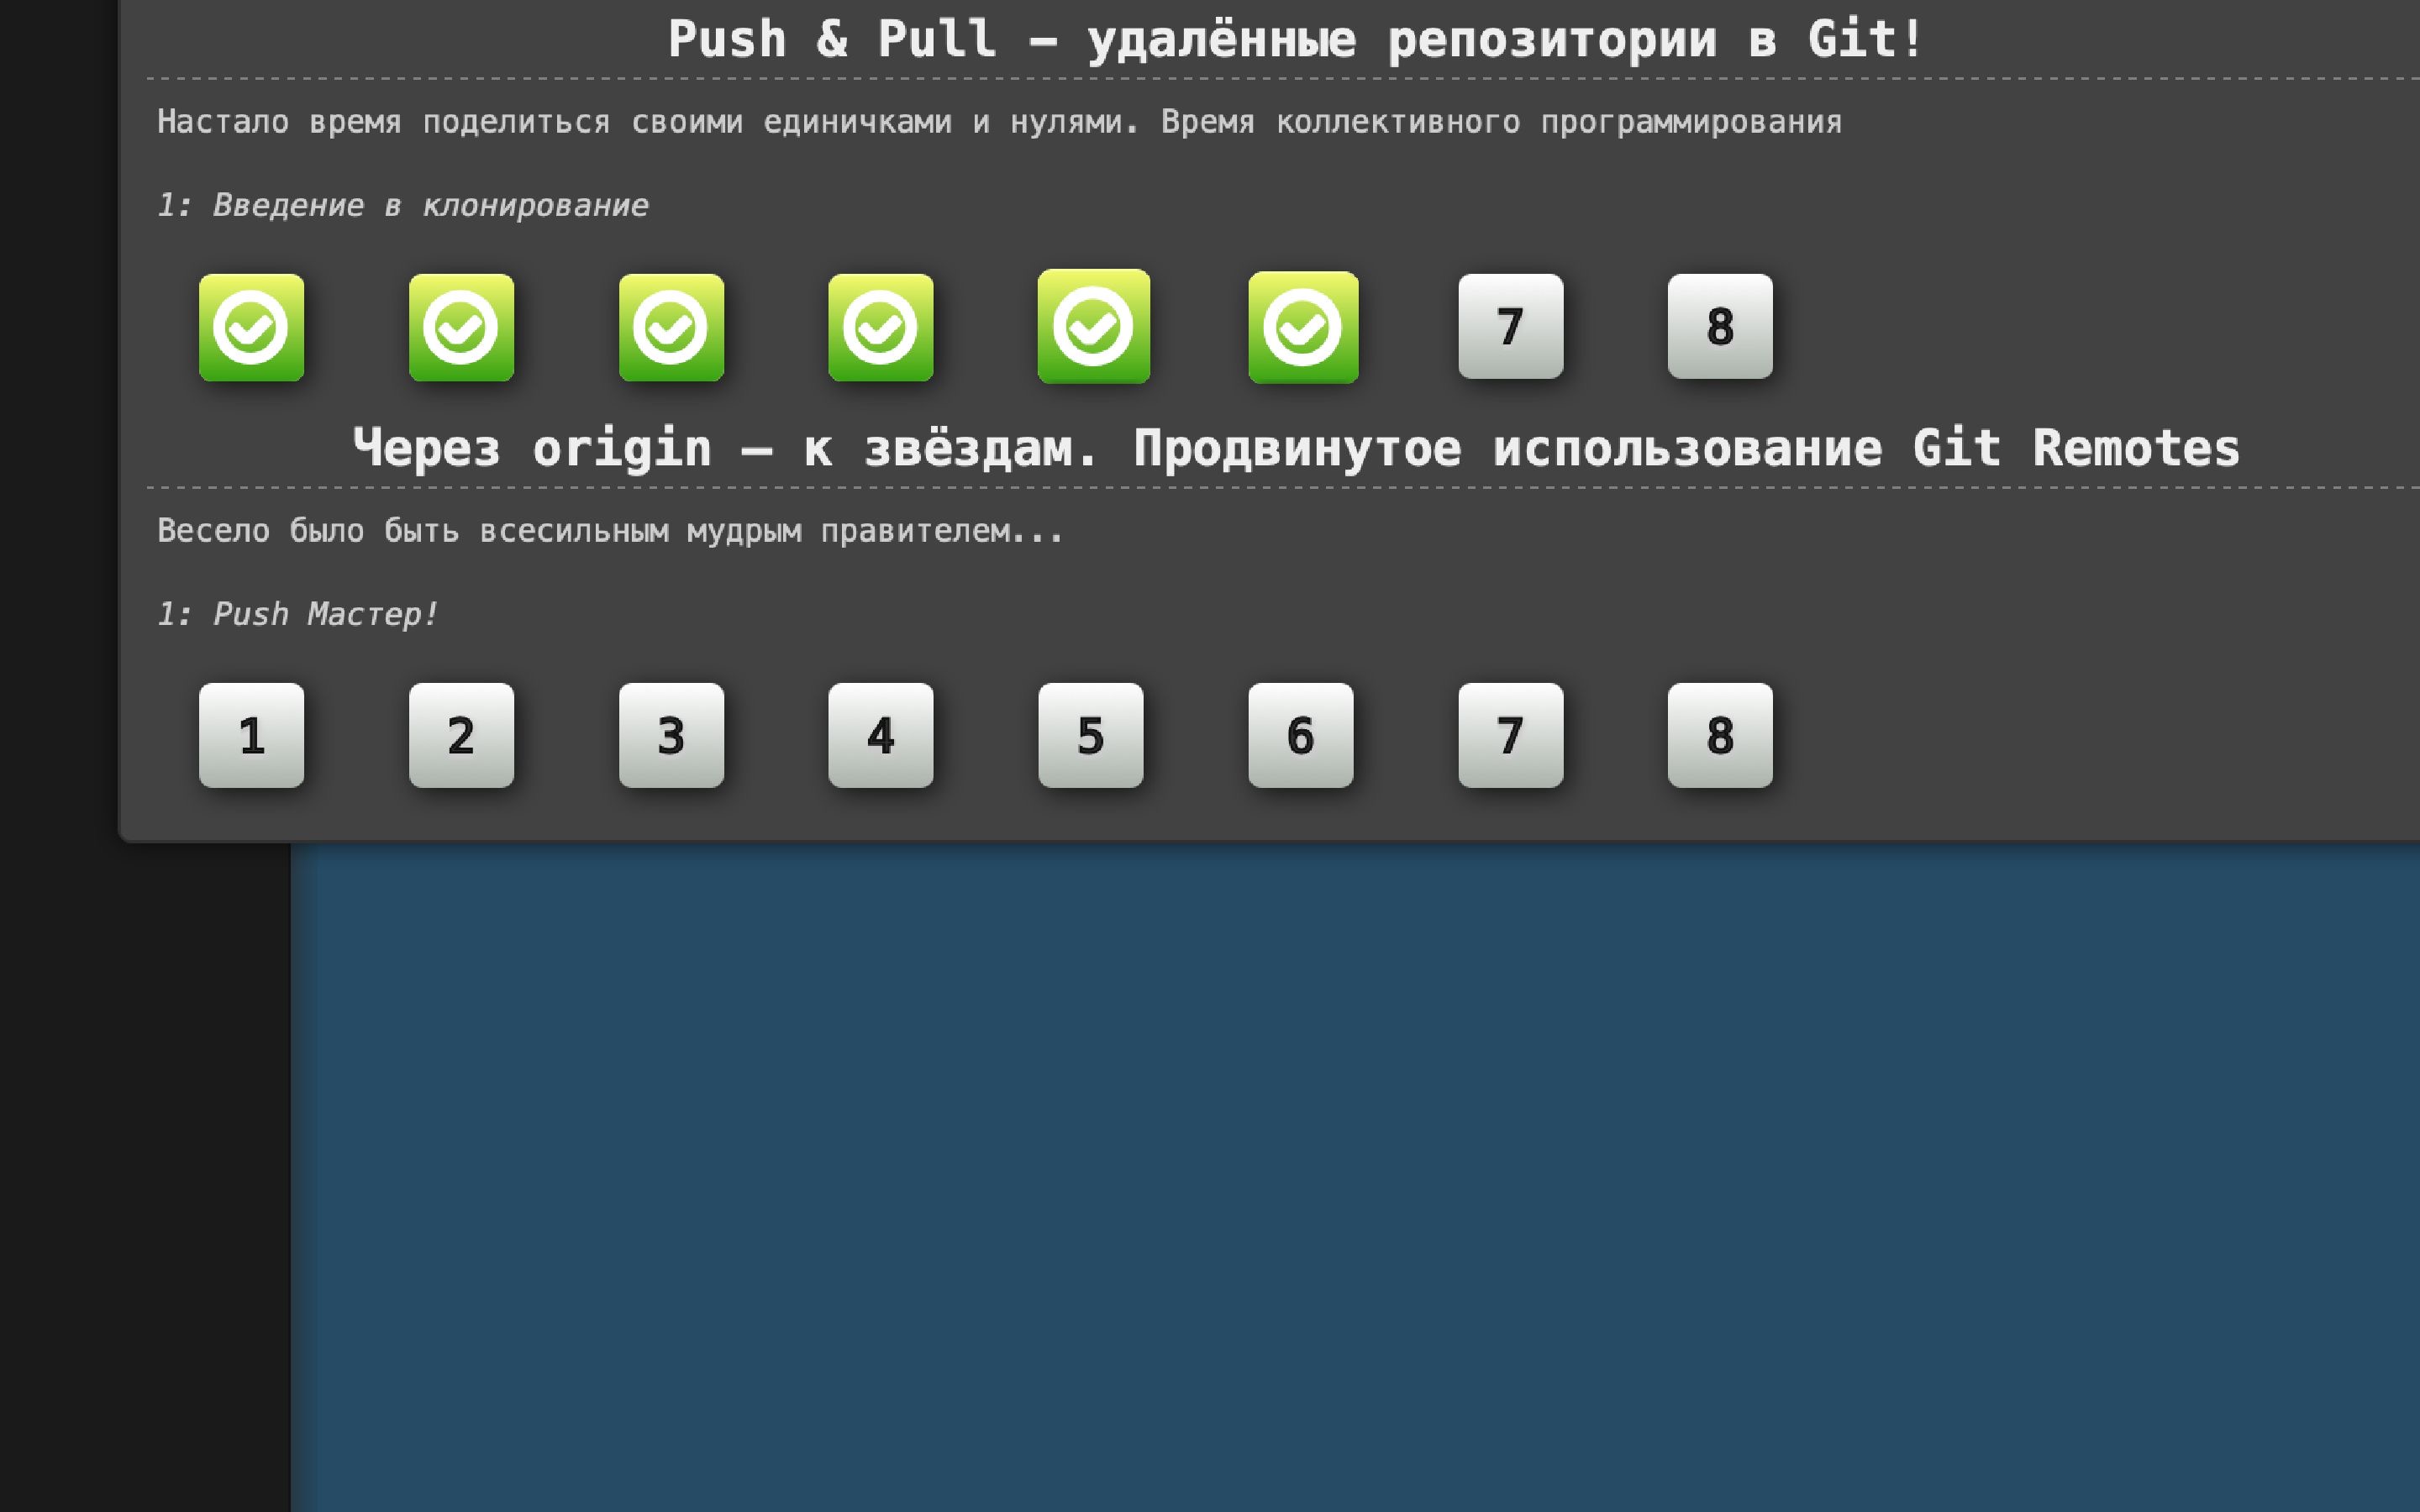 Push & Pull – удалённые репозитории в Git!
Настало время поделиться своими единичками и нулями. Время коллективного программирования
1: Введение в клонирование
7 8
Через origin – к звёздам. Продвинутое использование Git Remotes
Весело было быть всесильным мудрым правителем...
1: Push Мастер!
1 2 3 4 5 6 7 8